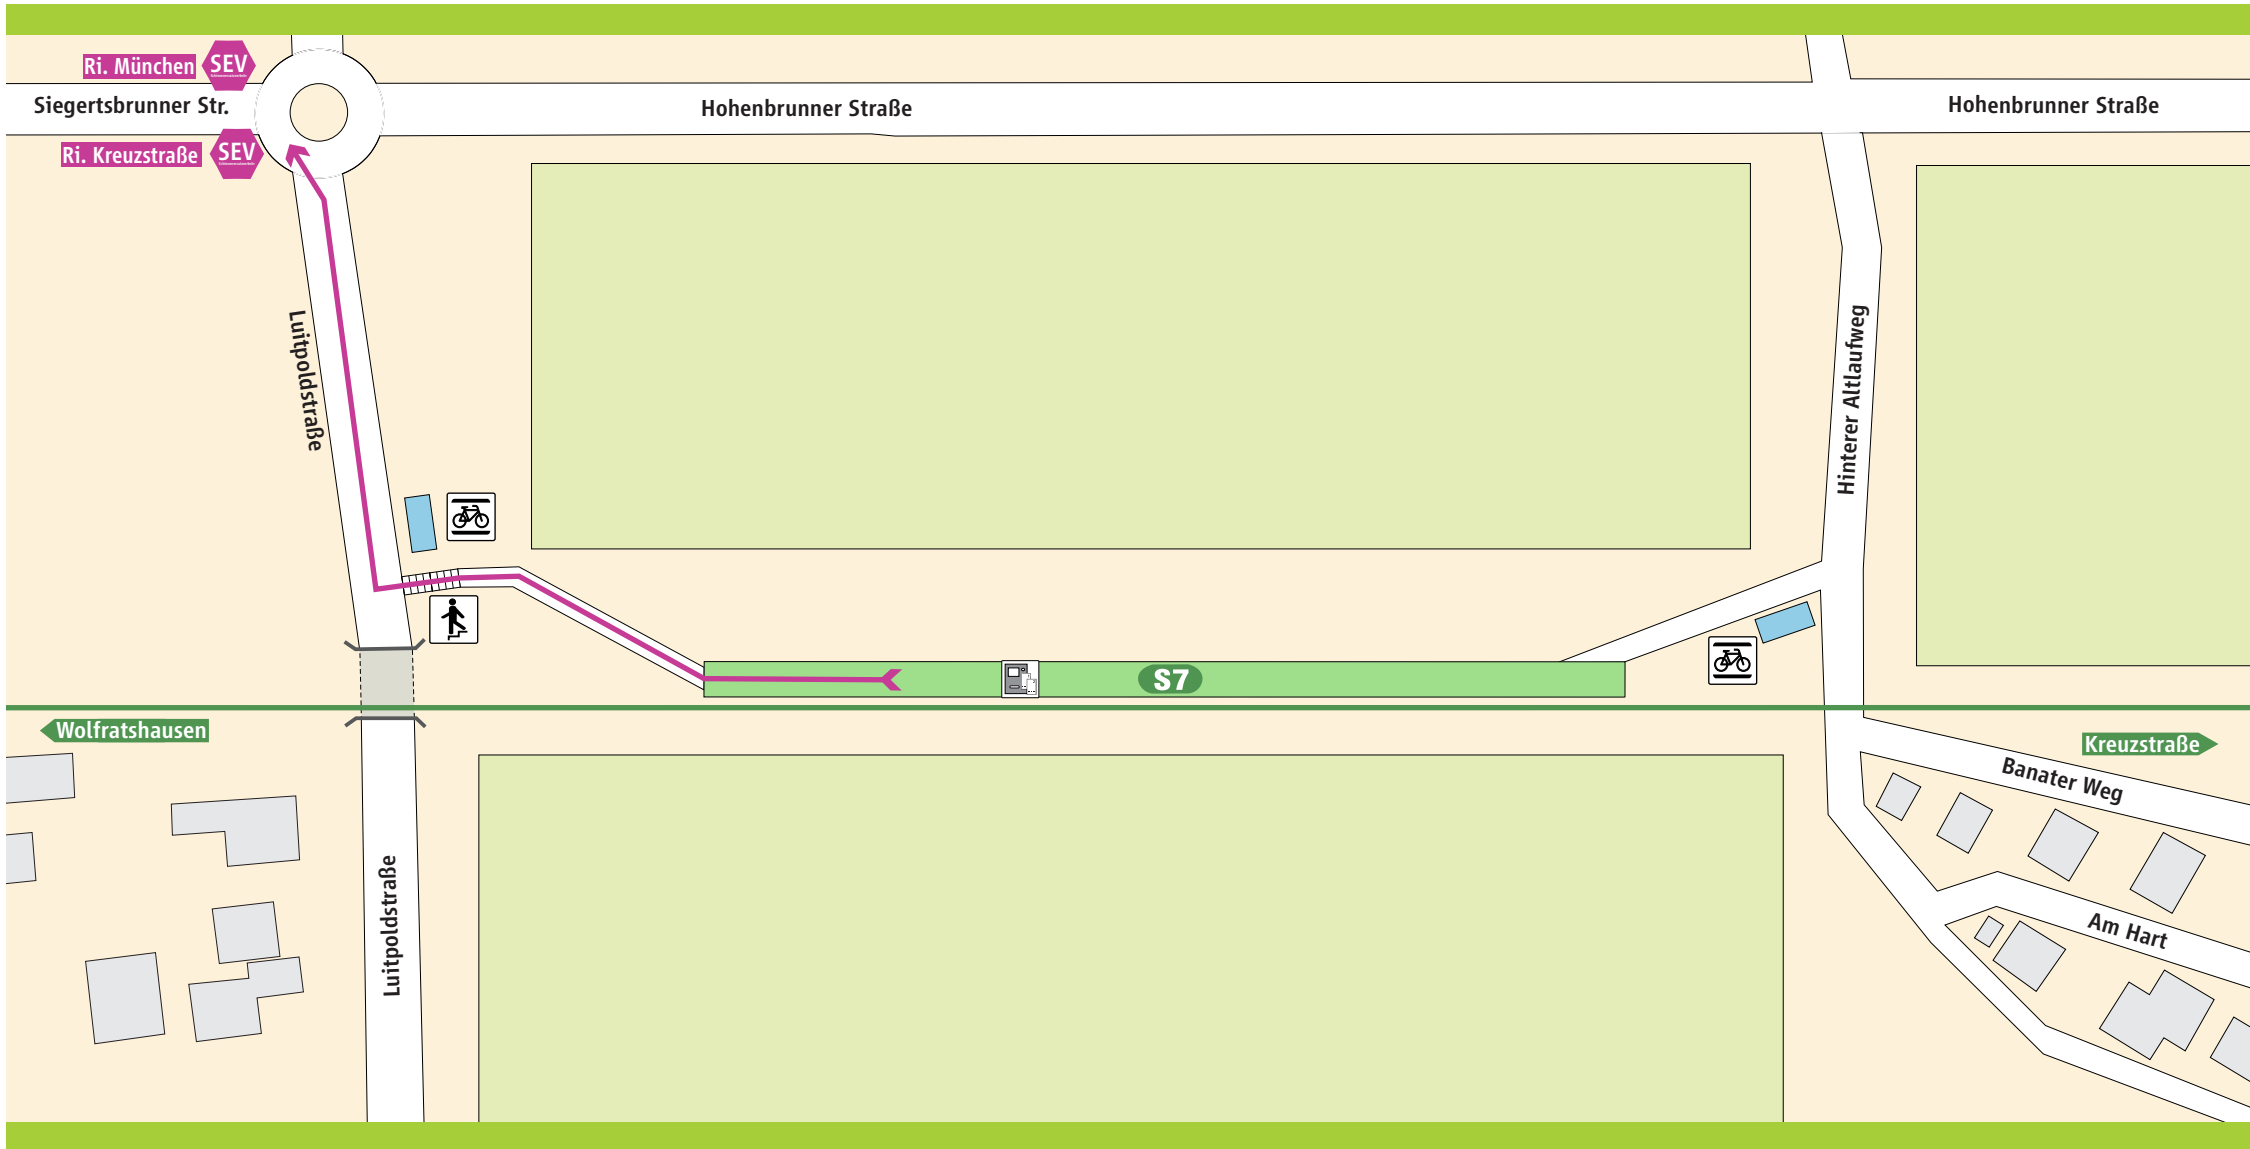 Ri. München
SEV
Siegertsbrunner Str.
Hohenbrunner Straße
Hohenbrunner Straße
Ri. Kreuzstraße
SEV
Luitpoldstraße
Hinterer Altlaufweg
S7
Wolfratshausen
Kreuzstraße
Banater Weg
Luitpoldstraße
Am Hart